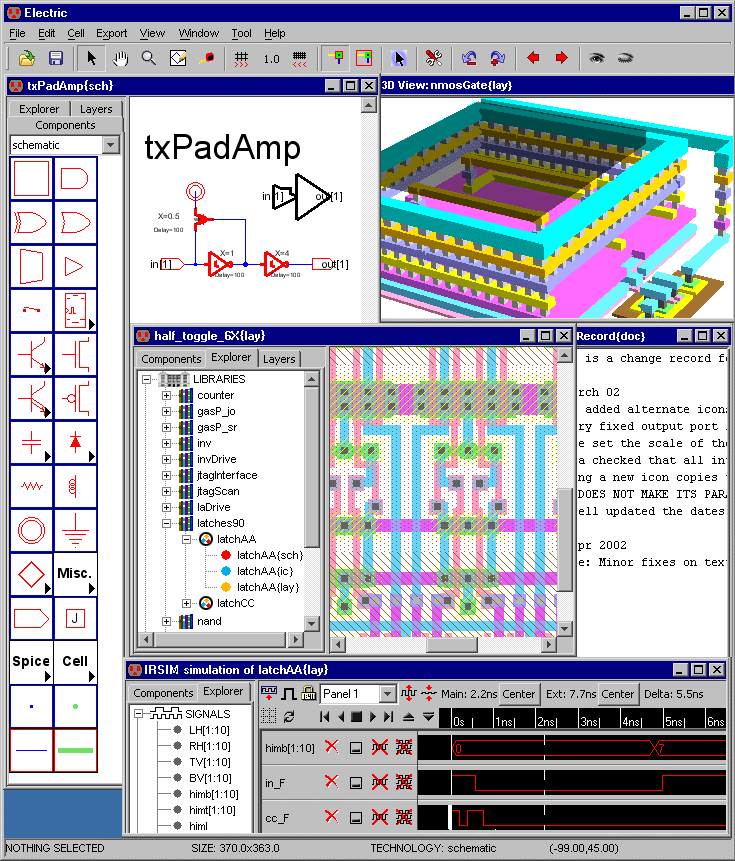 Electric
File Edit Cell Export View Window Tool Help
1.0
txPadAmp{sch}
3D View: nmosGate{lay}
Explorer Layers
Components
schematic
txPadAmp
in[1] out[1]
X=0.5
Delay=100
X=1 X=4
in[1] out[1]
Delay=100 Delay=100
Misc.
J
Spice Cell
half_toggle_6X{lay}
Components Explorer Layers
LIBRARIES
counter
gasP_jo
gasP_sr
inv
invDrive
jtagInterface
jtagScan
laDrive
latches90
latchAA
latchAA{sch}
latchAA{ic}
latchAA{lay}
latchCC
nand
Record{doc}
is a change record fo
rch 02
added alternate icons
ry fixed output port
e set the scale of the
a checked that all in
ng a new icon copies
DOES NOT MAKE ITS PARA
ell updated the dates
pr 2002
e: Minor fixes on tex
IRSIM simulation of latchAA{lay}
Components Explorer
SIGNALS
LH[1:10]
RH[1:10]
TV[1:10]
BV[1:10]
himb[1:10]
himt[1:10]
himl
Panel 1 Main: 2.2ns Center Ext: 7.7ns Center Delta: 5.5ns
0s 1ns 2ns 3ns 4ns 5ns 6ns
himb[1:10] 0 7
in_F
cc_F
NOTHING SELECTED SIZE: 370.0x363.0 TECHNOLOGY: schematic (-99.00,45.00)